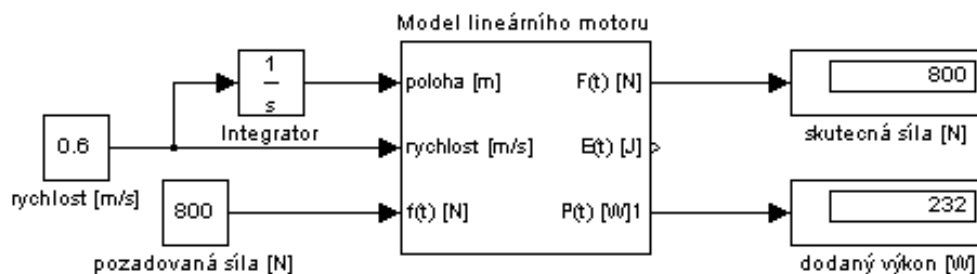 Model lineárního motoru
1
s
Integrator
poloha [m]
F(t) [N]
800
skutecná síla [N]
0.6
rychlost [m/s]
rychlost [m/s]
E(t) [J]
800
pozadovaná síla [N]
f(t) [N]
P(t) [W]1
232
dodaný výkon [W]